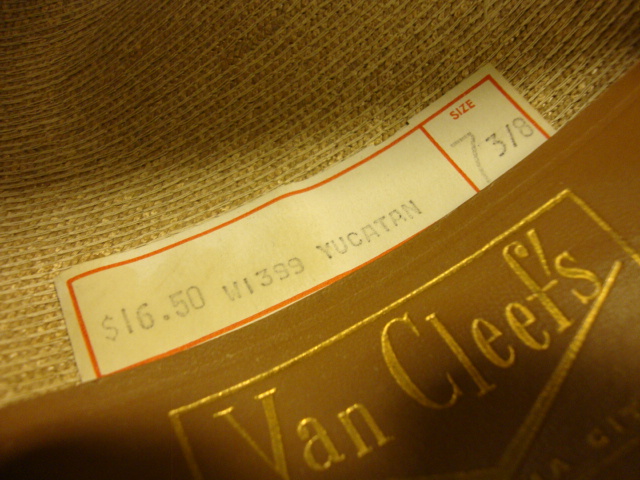 SIZE
7 3/8
$16.50 W1399 YUCATAN
Van Cleef's